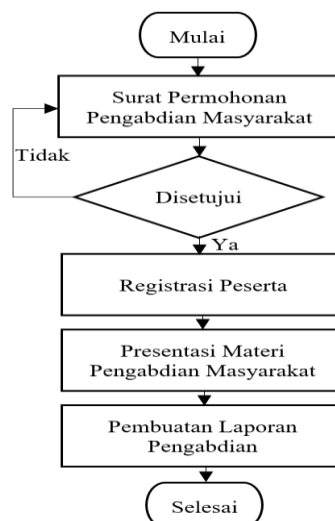 Mulai
Surat Permohonan
Pengabdian Masyarakat
Tidak
Disetujui
Ya
Registrasi Peserta
Presentasi Materi
Pengabdian Masyarakat
Pembuatan Laporan
Pengabdian
Selesai